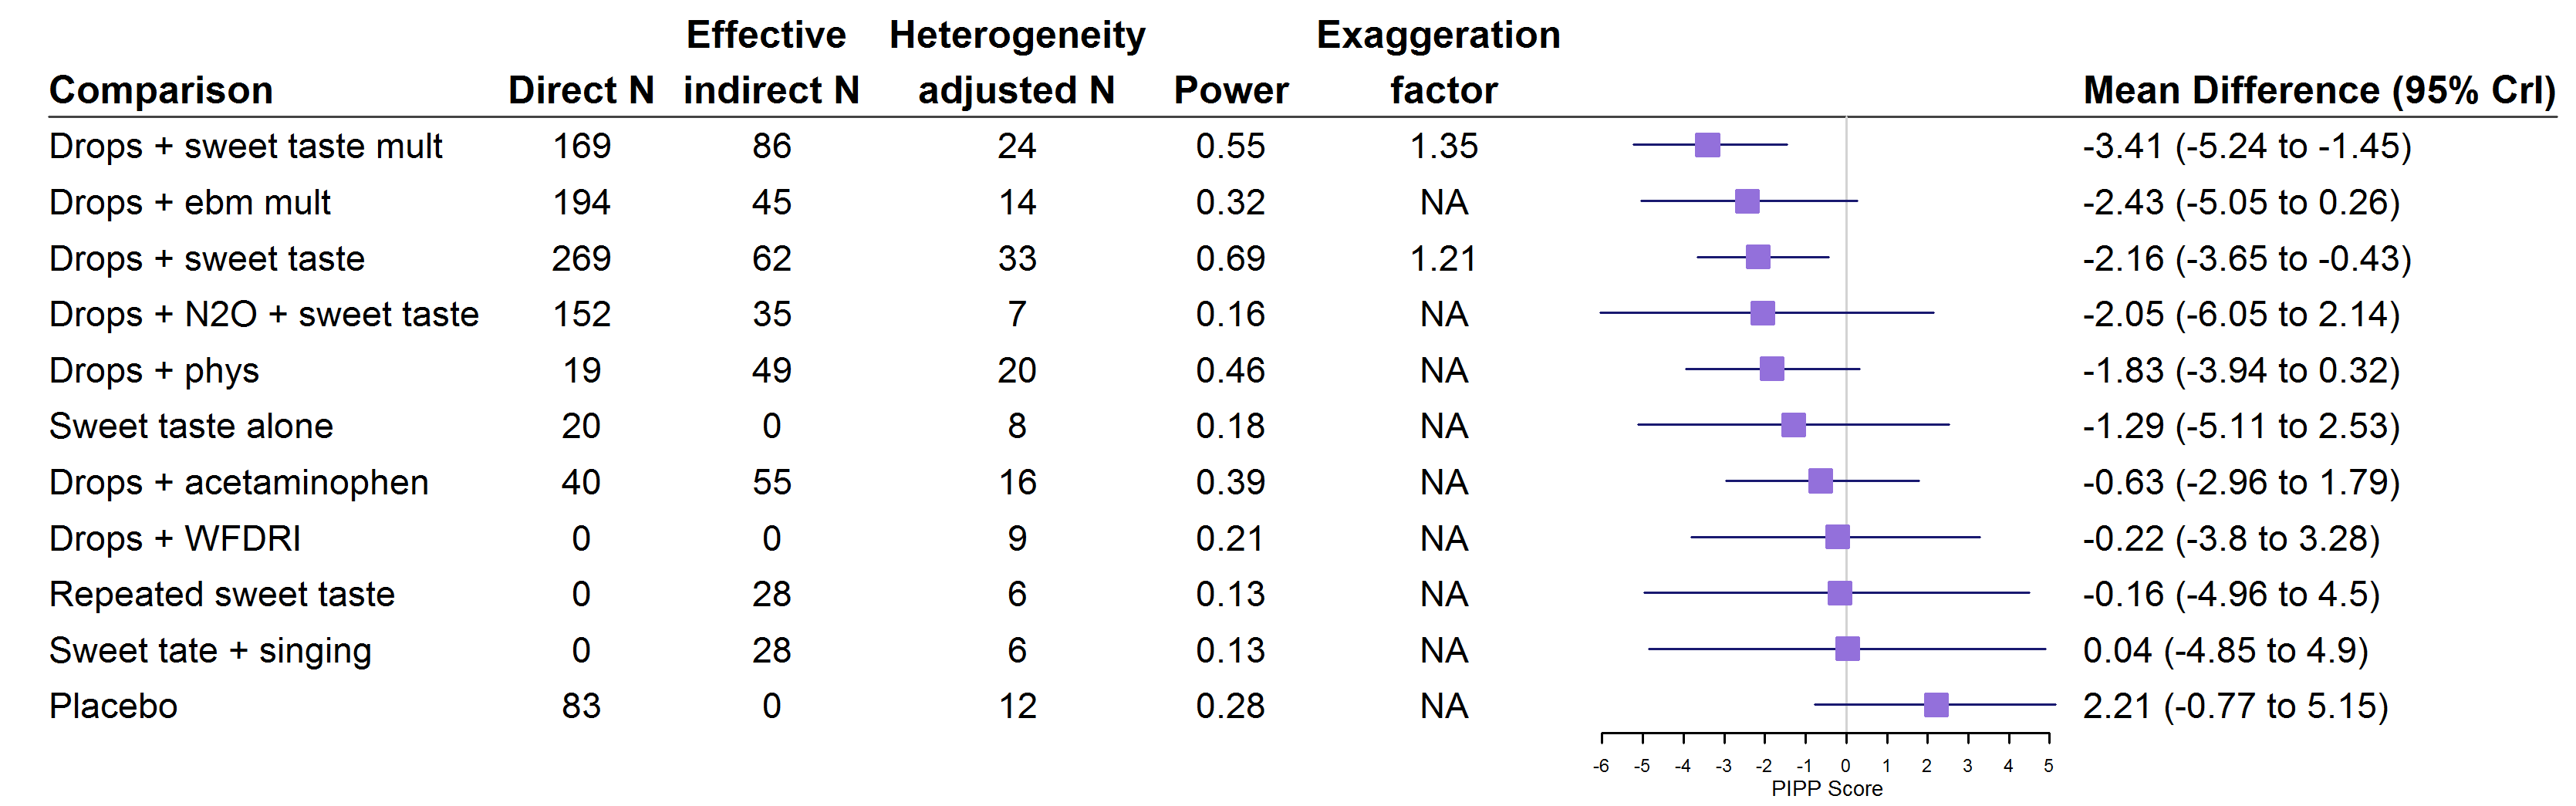 Effective Heterogeneity Exaggeration
Comparison Direct N indirect N adjusted N Power factor Mean Difference (95% CrI)
Drops + sweet taste mult 169 86 24 0.55 1.35 -3.41 (-5.24 to -1.45)
Drops + ebm mult 194 45 14 0.32 NA -2.43 (-5.05 to 0.26)
Drops + sweet taste 269 62 33 0.69 1.21 -2.16 (-3.65 to -0.43)
Drops + N2O + sweet taste 152 35 7 0.16 NA -2.05 (-6.05 to 2.14)
Drops + phys 19 49 20 0.46 NA -1.83 (-3.94 to 0.32)
Sweet taste alone 20 0 8 0.18 NA -1.29 (-5.11 to 2.53)
Drops + acetaminophen 40 55 16 0.39 NA -0.63 (-2.96 to 1.79)
Drops + WFDRI 0 0 9 0.21 NA -0.22 (-3.8 to 3.28)
Repeated sweet taste 0 28 6 0.13 NA -0.16 (-4.96 to 4.5)
Sweet tate + singing 0 28 6 0.13 NA 0.04 (-4.85 to 4.9)
Placebo 83 0 12 0.28 NA 2.21 (-0.77 to 5.15)
-6 -5 -4 -3 -2 -1 0 1 2 3 4 5
PIPP Score